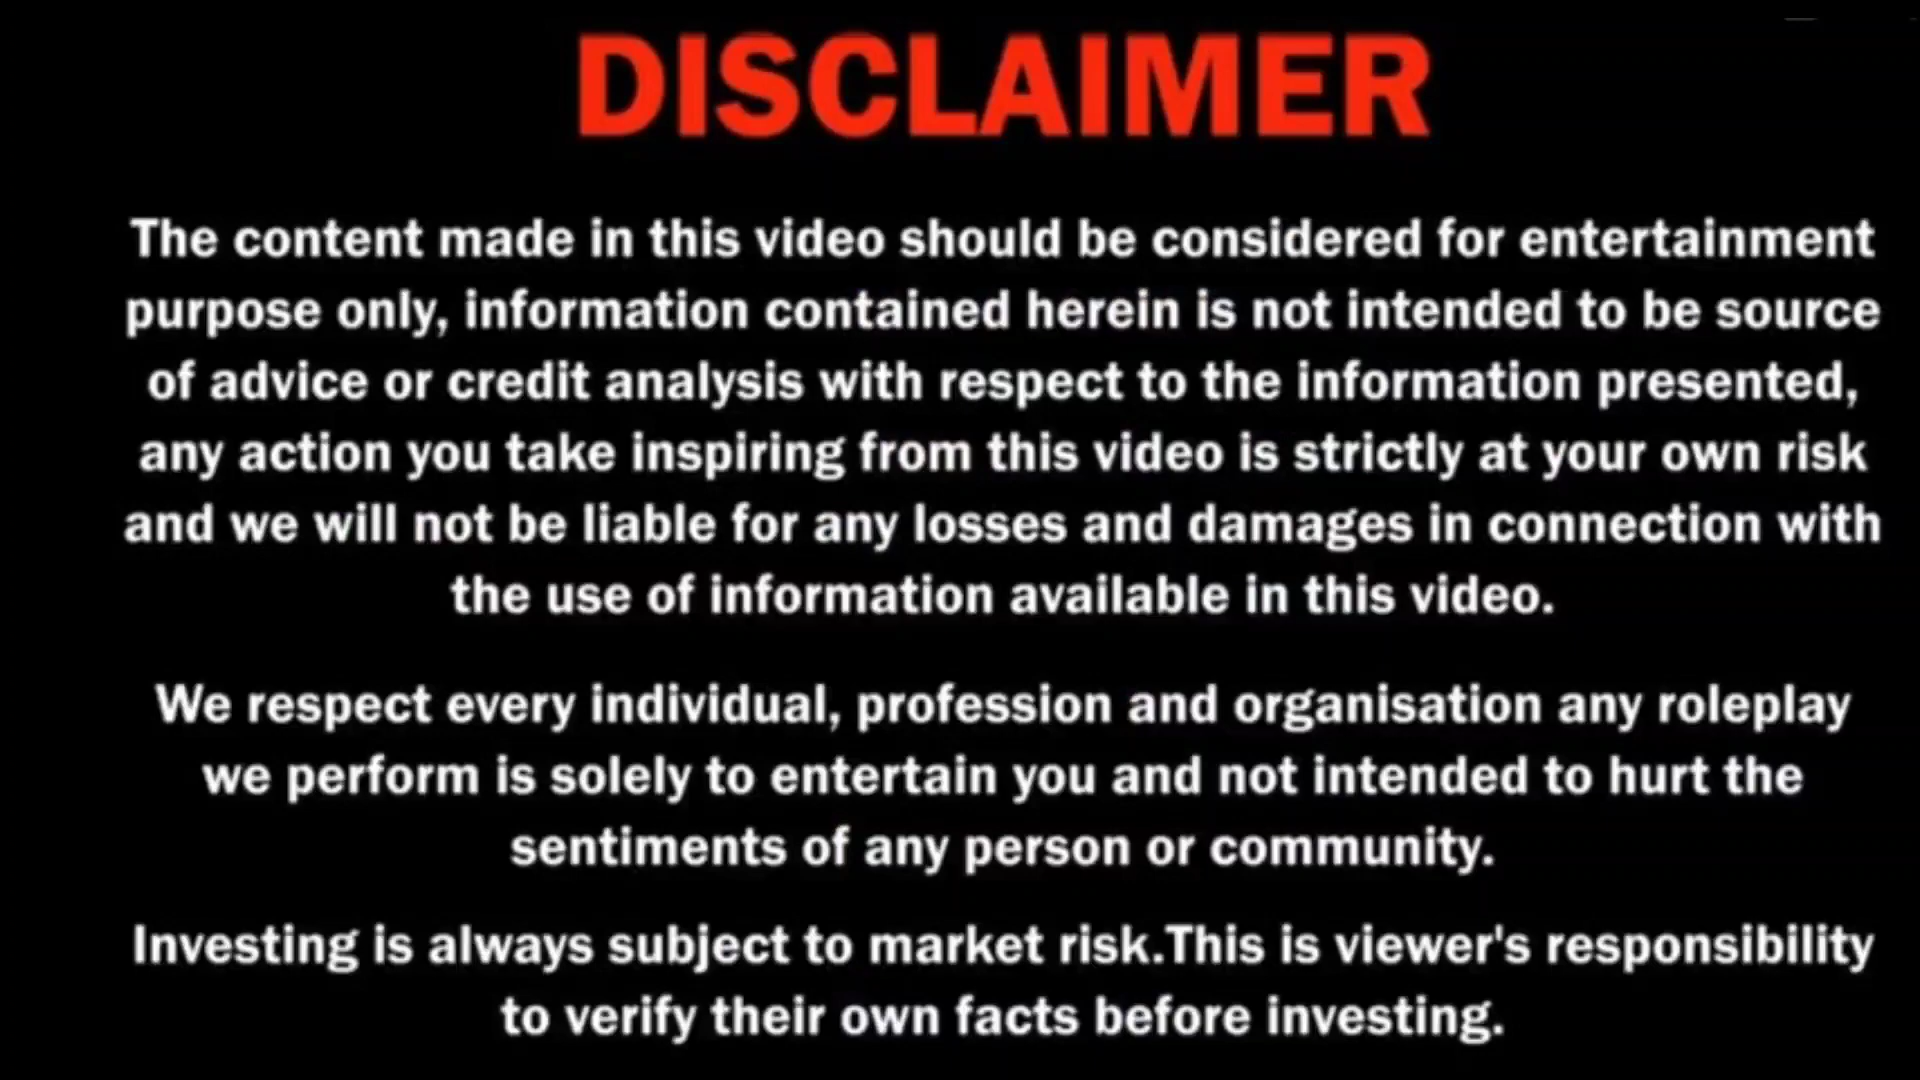 DISCLAIMER
The content made in this video should be considered for entertainment
purpose only, information contained herein is not intended to be source
of advice or credit analysis with respect to the information presented,
any action you take inspiring from this video is strictly at your own risk
and we will not be liable for any losses and damages in connection with
the use of information available in this video.
We respect every individual, profession and organisation any roleplay
we perform is solely to entertain you and not intended to hurt the
sentiments of any person or community.
Investing is always subject to market risk.This is viewer's responsibility
to verify their own facts before investing.